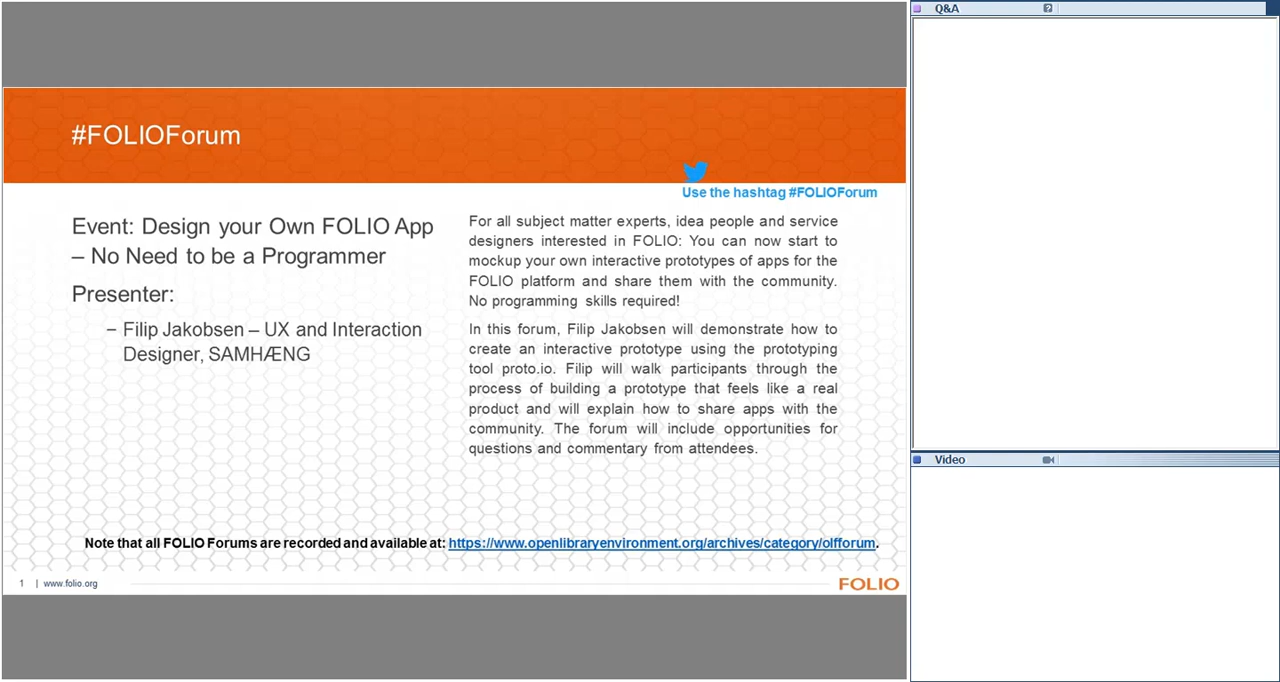 Q&A
#FOLIOForum
Use the hashtag #FOLIOForum
Event: Design your Own FOLIO App
– No Need to be a Programmer
Presenter:
– Filip Jakobsen – UX and Interaction
Designer, SAMHÆNG
For all subject matter experts, idea people and service
designers interested in FOLIO: You can now start to
mockup your own interactive prototypes of apps for the
FOLIO platform and share them with the community.
No programming skills required!
In this forum, Filip Jakobsen will demonstrate how to
create an interactive prototype using the prototyping
tool proto.io. Filip will walk participants through the
process of building a prototype that feels like a real
product and will explain how to share apps with the
community. The forum will include opportunities for
questions and commentary from attendees.
Video
Note that all FOLIO Forums are recorded and available at: https://www.openlibraryenvironment.org/archives/category/olfforum.
1 | www.folio.org
FOLIO